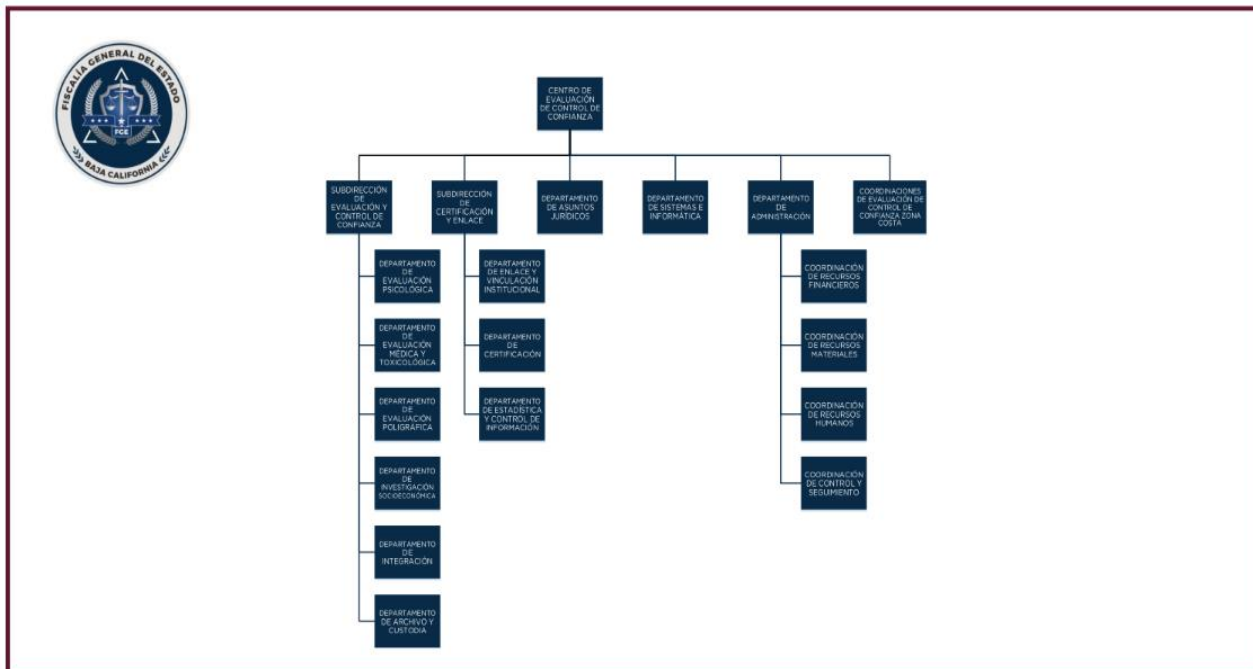 FISCALÍA GENERAL DEL ESTADO
FGE
BAJA CALIFORNIA
CENTRO DE
EVALUACIÓN
DE CONTROL DE
CONFIANZA
SUBDIRECCIÓN
DE
EVALUACIÓN Y
CONTROL DE
CONFIANZA
SUBDIRECCIÓN
DE
CERTIFICACIÓN
Y ENLACE
DEPARTAMENTO
DE ASUNTOS
JURÍDICOS
DEPARTAMENTO
DE SISTEMAS E
INFORMÁTICA
DEPARTAMENTO
DE
ADMINISTRACIÓN
COORDINACIONES
DE EVALUACIÓN DE
CONTROL DE
CONFIANZA ZONA
COSTA
DEPARTAMENTO
DE
EVALUACIÓN
PSICOLÓGICA
DEPARTAMENTO
DE
EVALUACIÓN
MÉDICA Y
TOXICOLÓGICA
DEPARTAMENTO
DE
EVALUACIÓN
POLIGRÁFICA
DEPARTAMENTO
DE
INVESTIGACIÓN
SOCIOECONÓMICA
DEPARTAMENTO
DE
INTEGRACIÓN
DEPARTAMENTO
DE ARCHIVO Y
CUSTODIA
DEPARTAMENTO
DE ENLACE Y
VINCULACIÓN
INSTITUCIONAL
DEPARTAMENTO
DE
CERTIFICACIÓN
DEPARTAMENTO
DE ESTADÍSTICA
Y CONTROL DE
INFORMACIÓN
COORDINACIÓN
DE RECURSOS
FINANCIEROS
COORDINACIÓN
DE RECURSOS
MATERIALES
COORDINACIÓN
DE RECURSOS
HUMANOS
COORDINACIÓN
DE CONTROL Y
SEGUIMIENTO